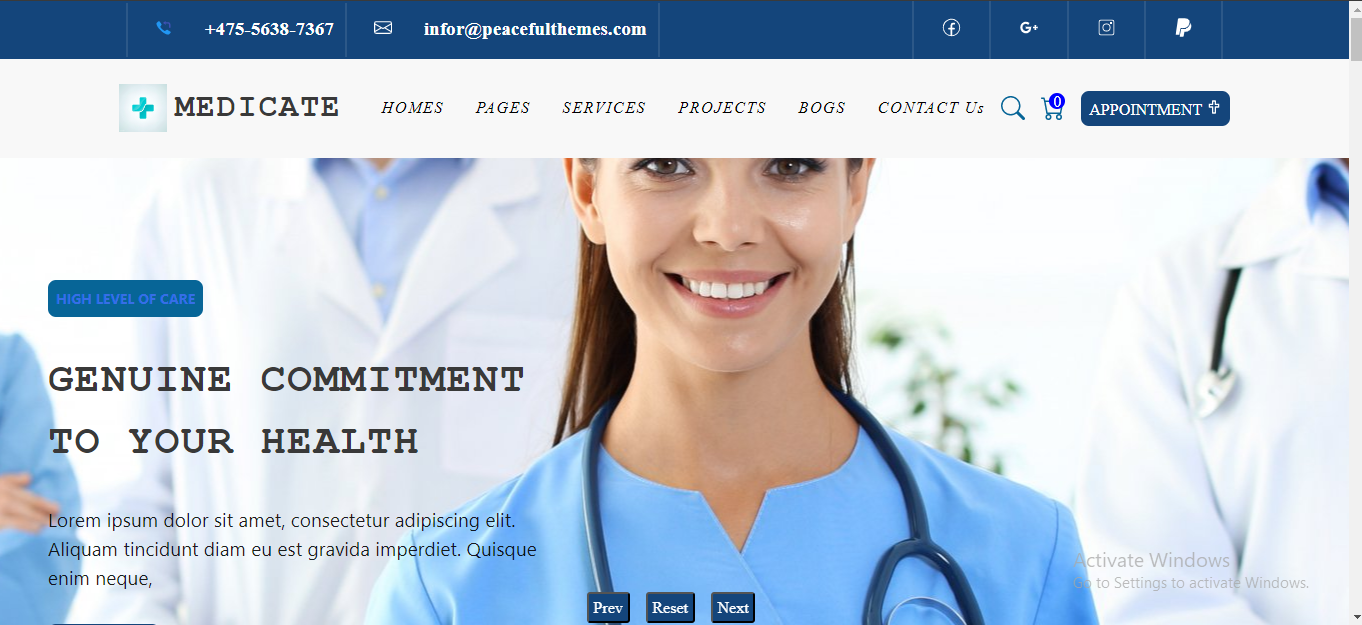 +475-5638-7367 infor@peacefulthemes.com G+
MEDICATE HOMES PAGES SERVICES PROJECTS BOGS CONTACT Us 0 APPOINTMENT
HIGH LEVEL OF CARE
GENUINE COMMITMENT
TO YOUR HEALTH
Lorem ipsum dolor sit amet, consectetur adipiscing elit.
Aliquam tincidunt diam eu est gravida imperdiet. Quisque
enim neque,
Activate Windows
Go to Settings to activate Windows.
Prev Reset Next